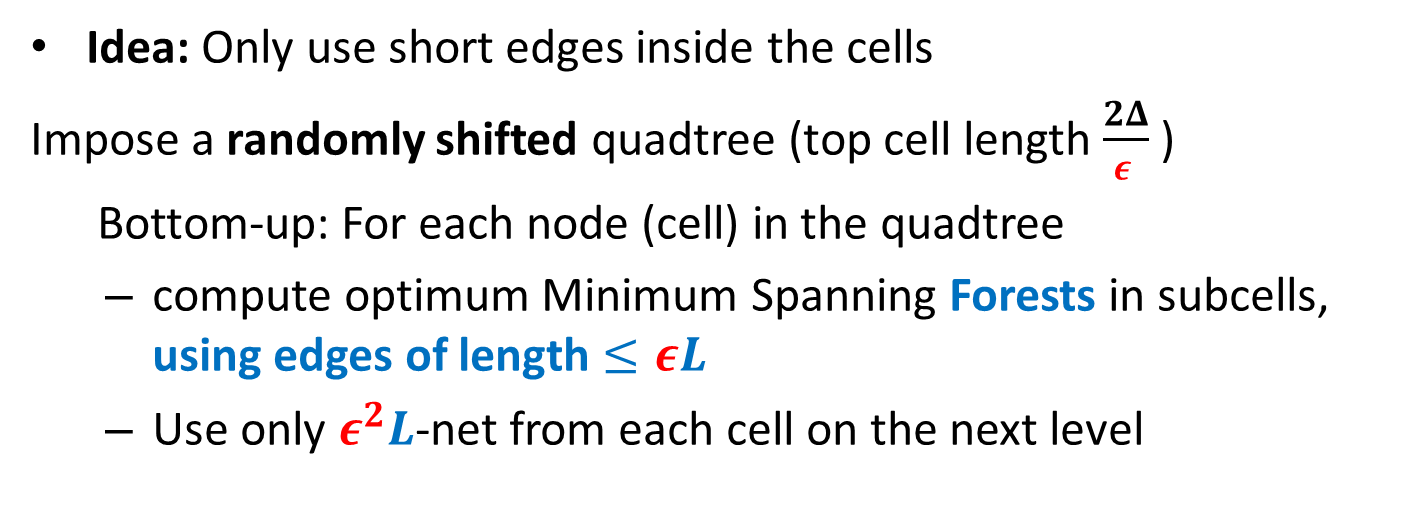 • Idea: Only use short edges inside the cells
Impose a randomly shifted quadtree (top cell length 2Δ/ϵ )
Bottom-up: For each node (cell) in the quadtree
– compute optimum Minimum Spanning Forests in subcells,
using edges of length ≤ ϵL
– Use only ϵ²L-net from each cell on the next level